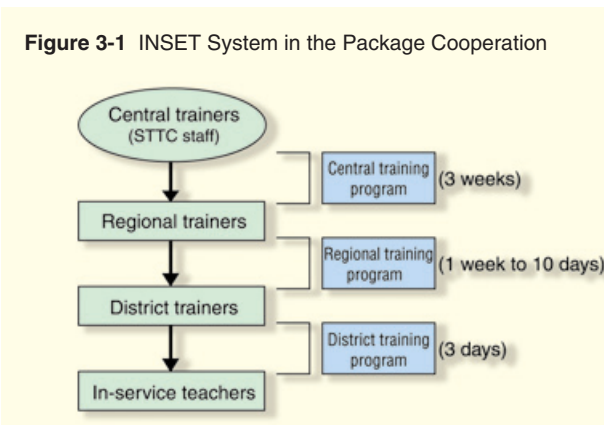 Figure 3-1 INSET System in the Package Cooperation
Central trainers
(STTC staff)
Central training
program
(3 weeks)
Regional trainers
Regional training
program
(1 week to 10 days)
District trainers
District training
program
(3 days)
In-service teachers